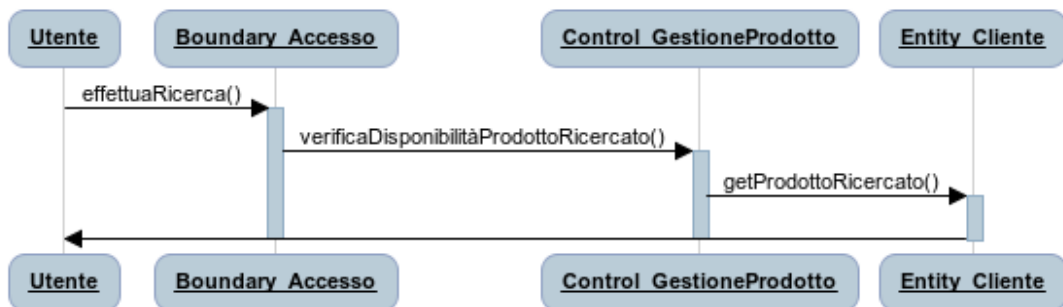 Utente
Boundary_Accesso
Control_GestioneProdotto
Entity_Cliente
effettuaRicerca()
verificaDisponibilitàProdottoRicercato()
getProdottoRicercato()
Utente
Boundary_Accesso
Control_GestioneProdotto
Entity_Cliente